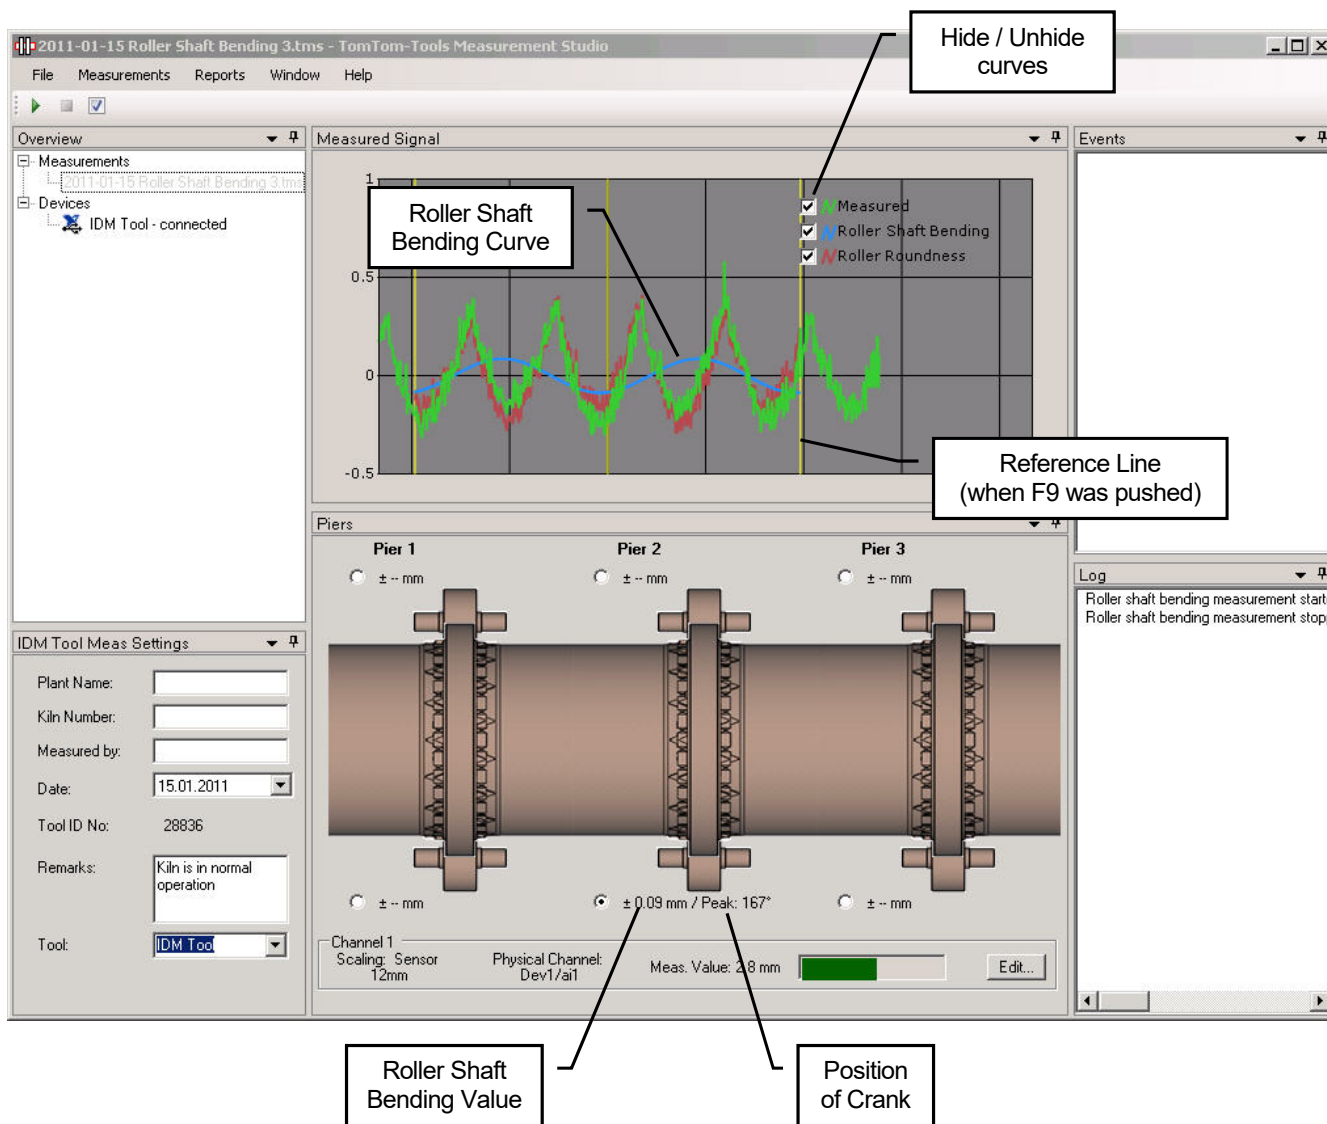 Hide / Unhide
curves
2011-01-15 Roller Shaft Bending 3.tms - TomTom-Tools Measurement Studio
File Measurements Reports Window Help
Overview
Measurements
2011-01-15 Roller Shaft Bending 3.tms
Devices
IDM Tool - connected
Measured Signal
1
0.5
0
-0.5
Measured
Roller Shaft Bending
Roller Roundness
Roller Shaft
Bending Curve
Reference Line
(when F9 was pushed)
Events
Piers
Pier 1 Pier 2 Pier 3
± -- mm ± -- mm ± -- mm
± -- mm ± 0.09 mm / Peak: 167° ± -- mm
Channel 1
Scaling: Sensor
12mm
Physical Channel:
Dev1/ai1
Meas. Value: 2.8 mm
Edit...
Log
Roller shaft bending measurement start
Roller shaft bending measurement stop
IDM Tool Meas Settings
Plant Name:
Kiln Number:
Measured by:
Date: 15.01.2011
Tool ID No: 28836
Remarks: Kiln is in normal
operation
Tool: IDM Tool
Roller Shaft
Bending Value
Position
of Crank